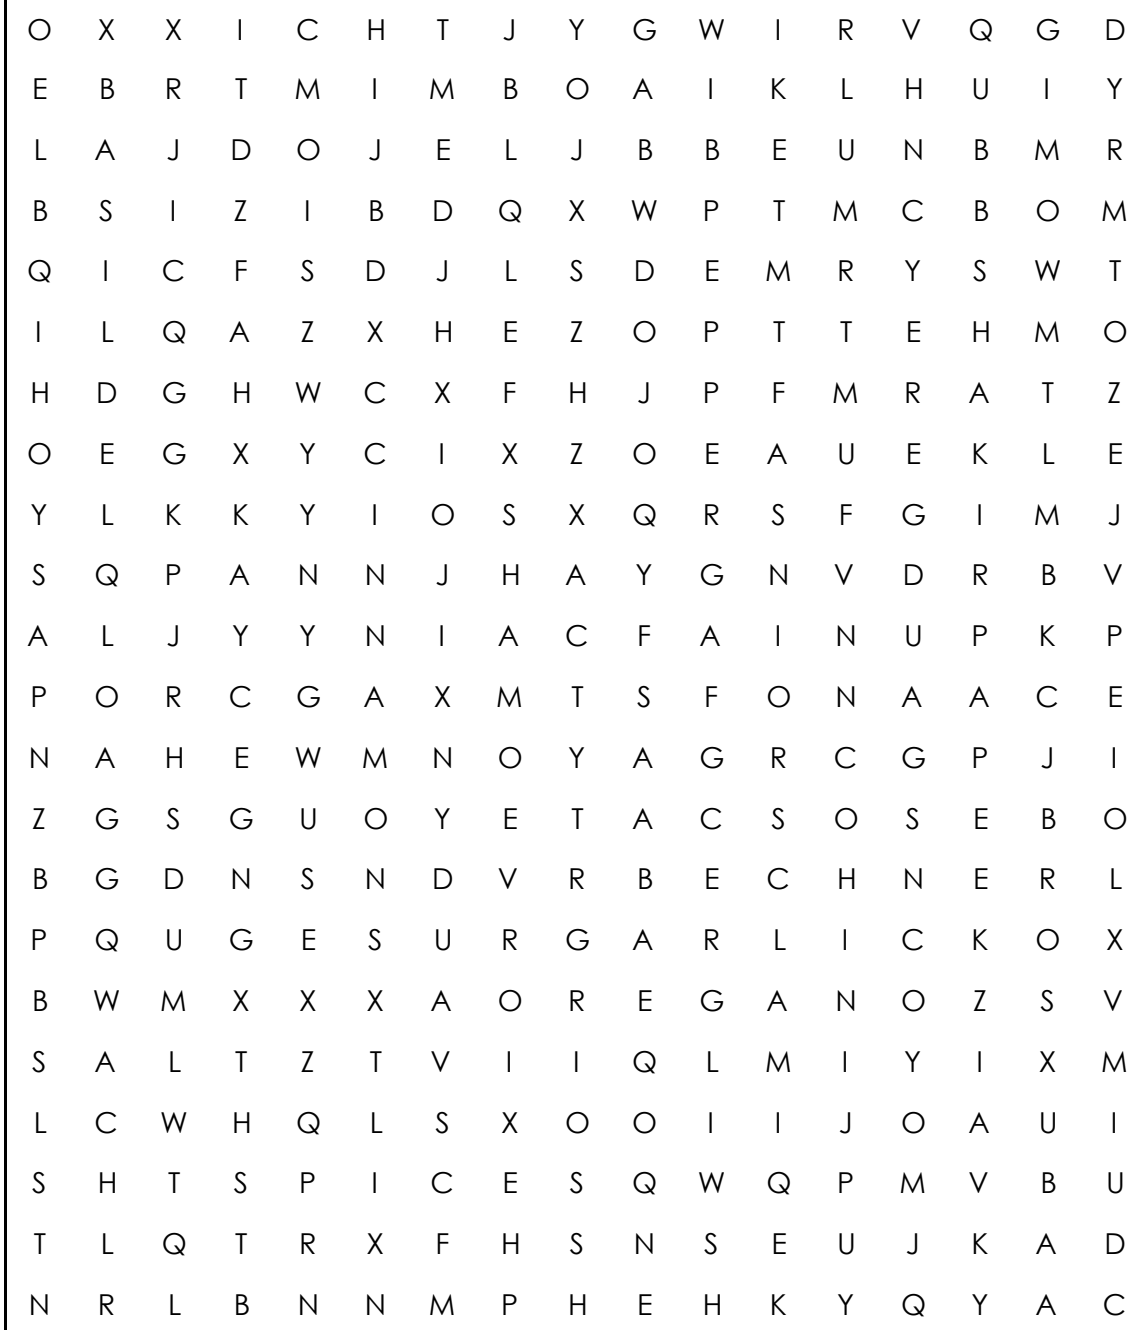 O X X I C H T J Y G W I R V Q G D
E B R T M I M B O A I K L H U I Y
L A J D O J E L J B B E U N B M R
B S I Z I B D Q X W P T M C B O M
Q I C F S D J L S D E M R Y S W T
I L Q A Z X H E Z O P T T E H M O
H D G H W C X F H J P F M R A T Z
O E G X Y C I X Z O E A U E K L E
Y L K K Y I O S X Q R S F G I M J
S Q P A N N J H A Y G N V D R B V
A L J Y Y N I A C F A I N U P K P
P O R C G A X M T S F O N A A C E
N A H E W M N O Y A G R C G P J I
Z G S G U O Y E T A C S O S E B O
B G D N S N D V R B E C H N E R L
P Q U G E S U R G A R L I C K O X
B W M X X X A O R E G A N O Z S V
S A L T Z T V I I Q L M I Y I X M
L C W H Q L S X O O I I J O A U I
S H T S P I C E S Q W Q P M V B U
T L Q T R X F H S N S E U J K A D
N R L B N N M P H E H K Y Q Y A C